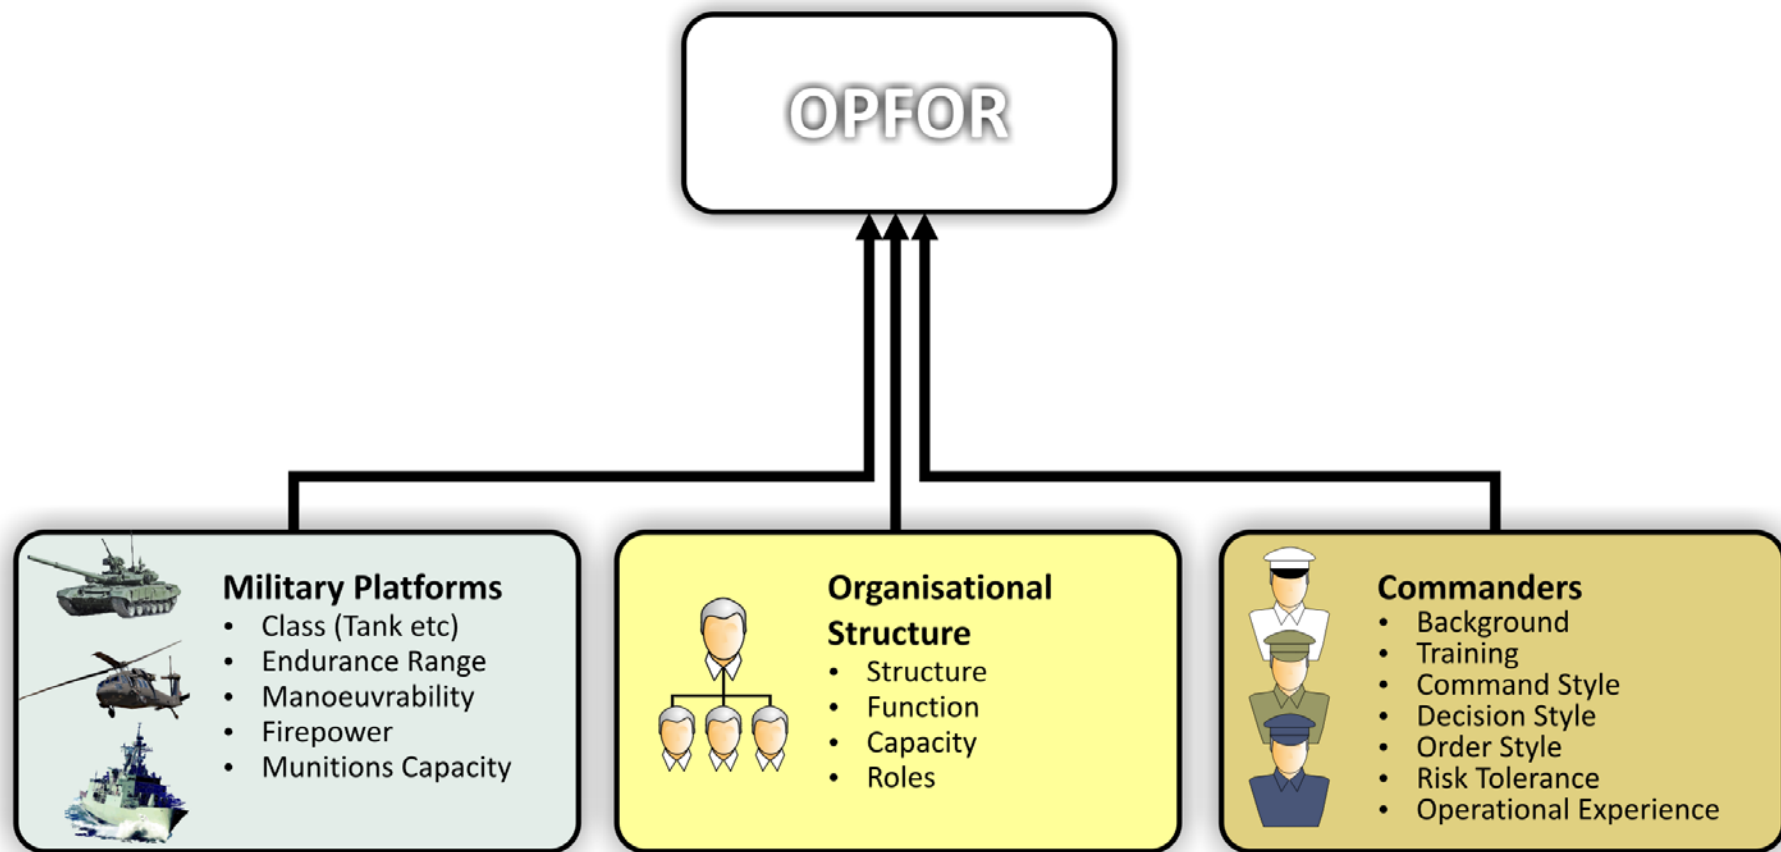 OPFOR
Military Platforms
• Class (Tank etc)
• Endurance Range
• Manoeuvrability
• Firepower
• Munitions Capacity
Organisational
Structure
• Structure
• Function
• Capacity
• Roles
Commanders
• Background
• Training
• Command Style
• Decision Style
• Order Style
• Risk Tolerance
• Operational Experience